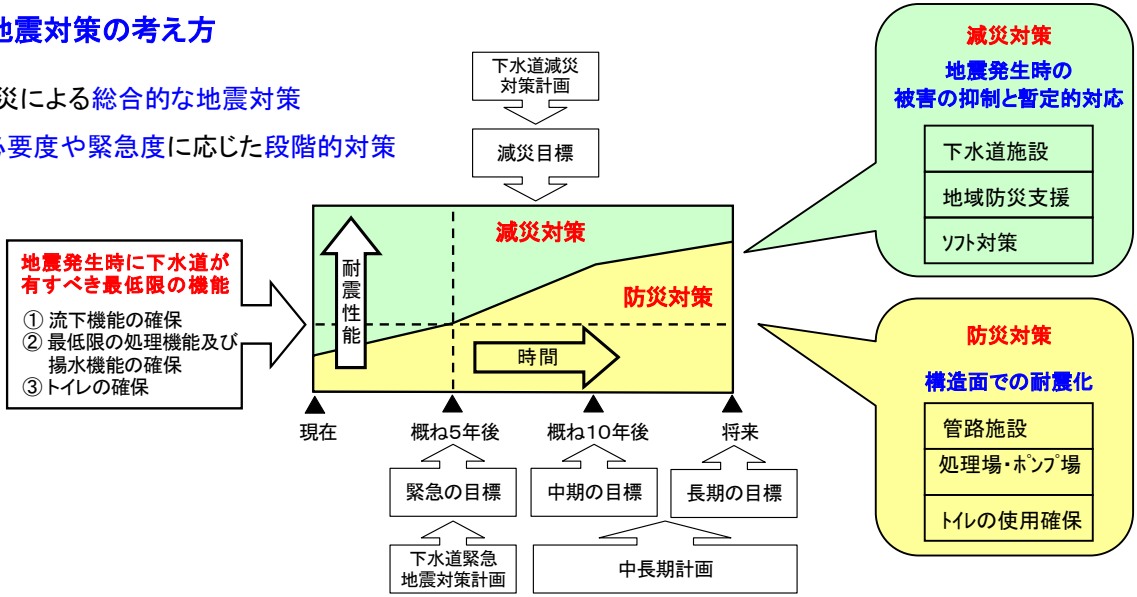 地震対策の考え方
災による総合的な地震対策
要度や緊急度に応じた段階的対策
下水道減災
対策計画
減災目標
地震発生時に下水道が
有すべき最低限の機能
① 流下機能の確保
② 最低限の処理機能及び
揚水機能の確保
③トイレの確保
耐震性能
減災対策
防災対策
時間
現在
概ね5年後
概ね10年後
将来
緊急の目標
中期の目標
長期の目標
下水道緊急
地震対策計画
中長期計画
減災対策
地震発生時の
被害の抑制と暫定的対応
下水道施設
地域防災支援
ｿﾌﾄ対策
防災対策
構造面での耐震化
管路施設
処理場・ﾎﾟﾝﾌﾟ場
ﾄｲﾚの使用確保